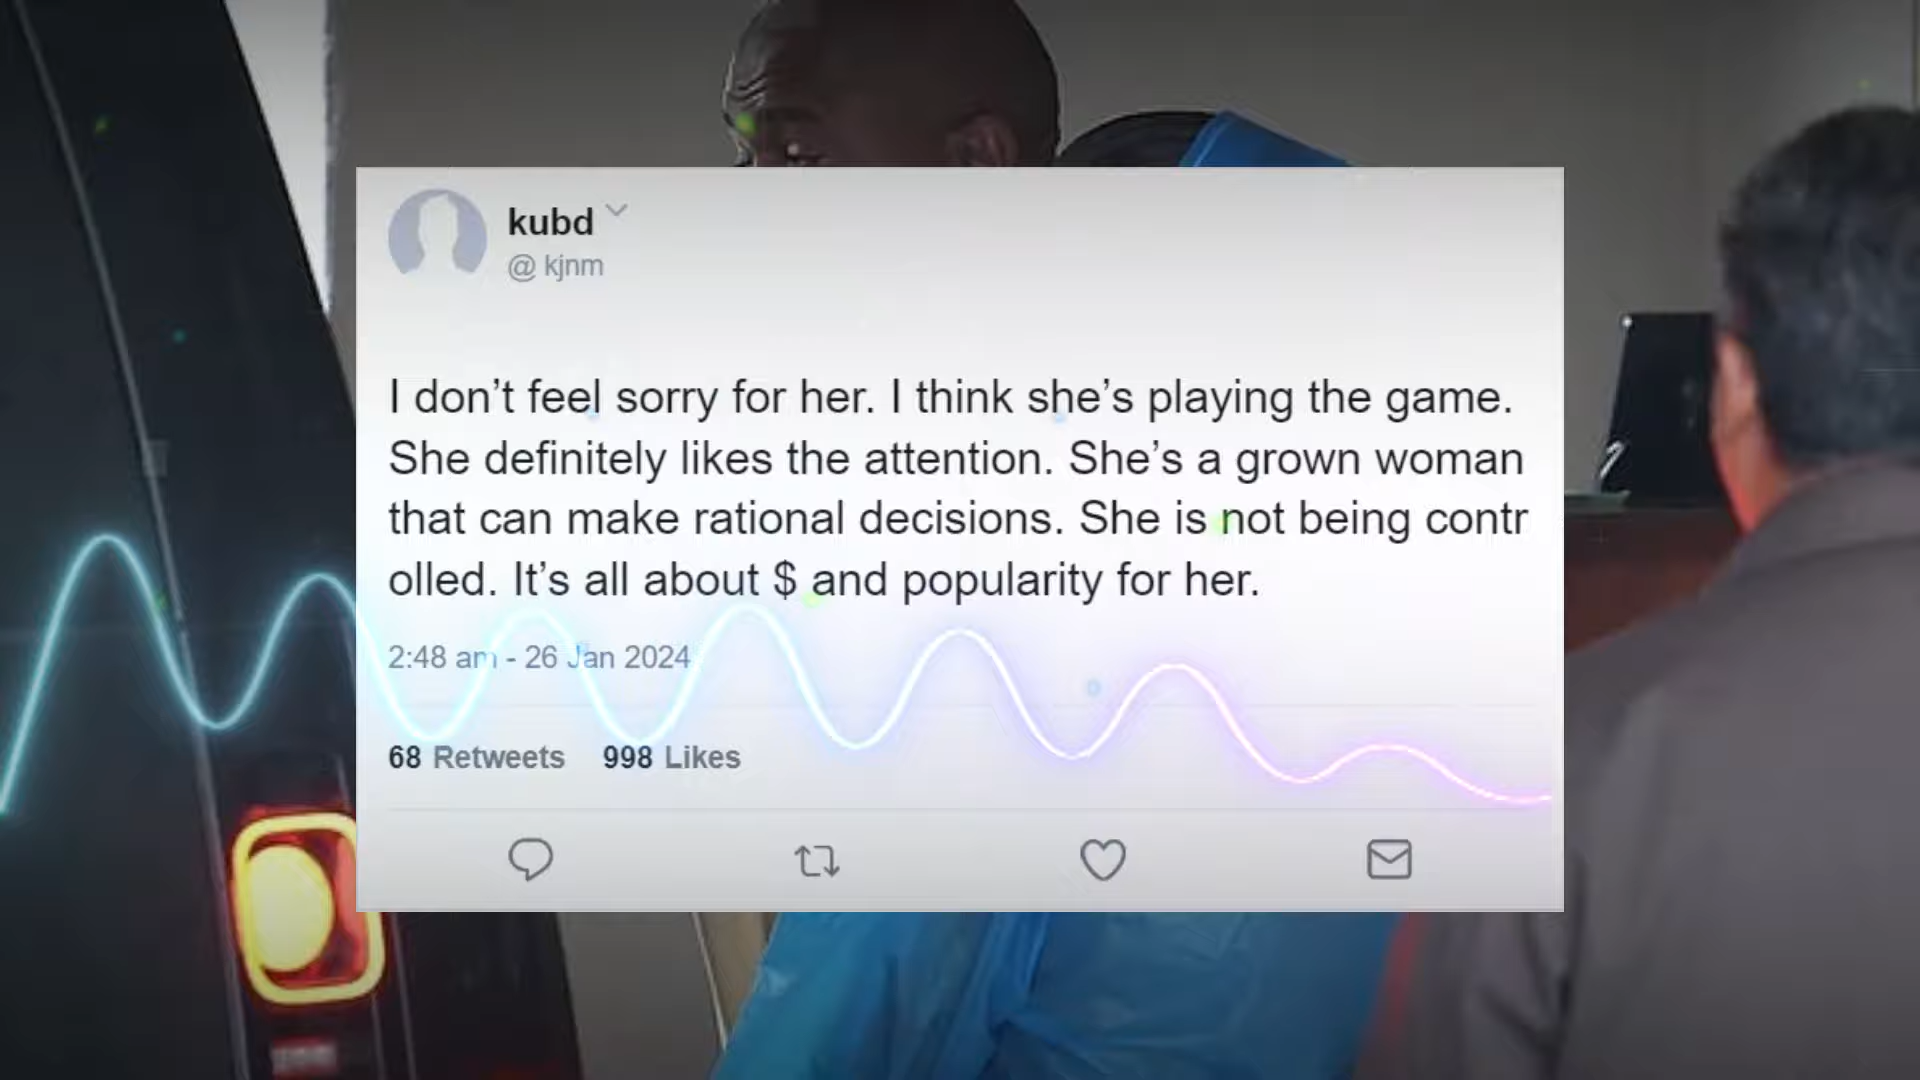 kubd
@ kjnm
I don’t feel sorry for her. I think she’s playing the game.
She definitely likes the attention. She’s a grown woman
that can make rational decisions. She is not being contr
olled. It’s all about $ and popularity for her.
2:48 am - 26 Jan 2024
68 Retweets 998 Likes